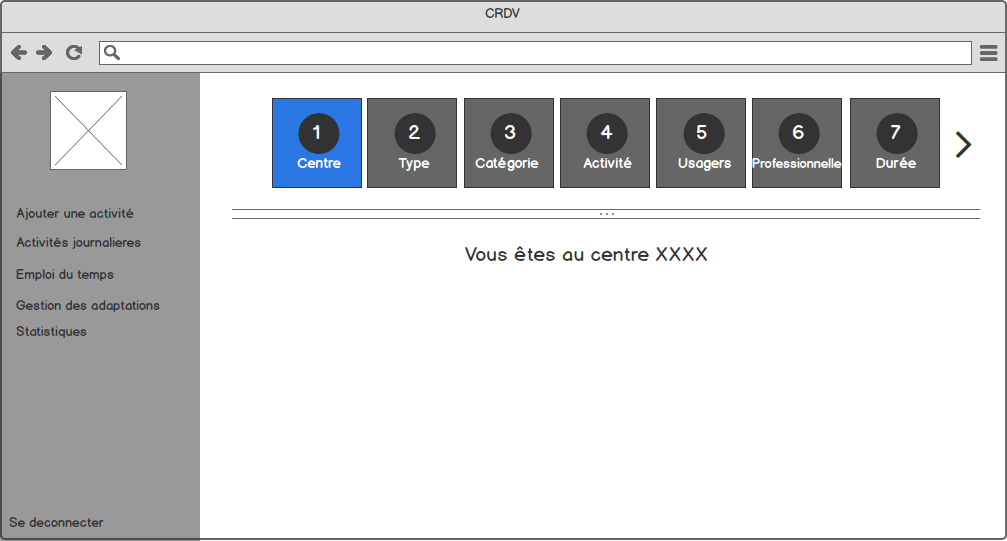 CRDV
1
2
3
4
5
6
7
Centre
Type
Catégorie
Activité
Usagers
Professionnelle
Durée
...
Vous êtes au centre XXXX
Ajouter une activité
Activités journalieres
Emploi du temps
Gestion des adaptations
Statistiques
Se deconnecter